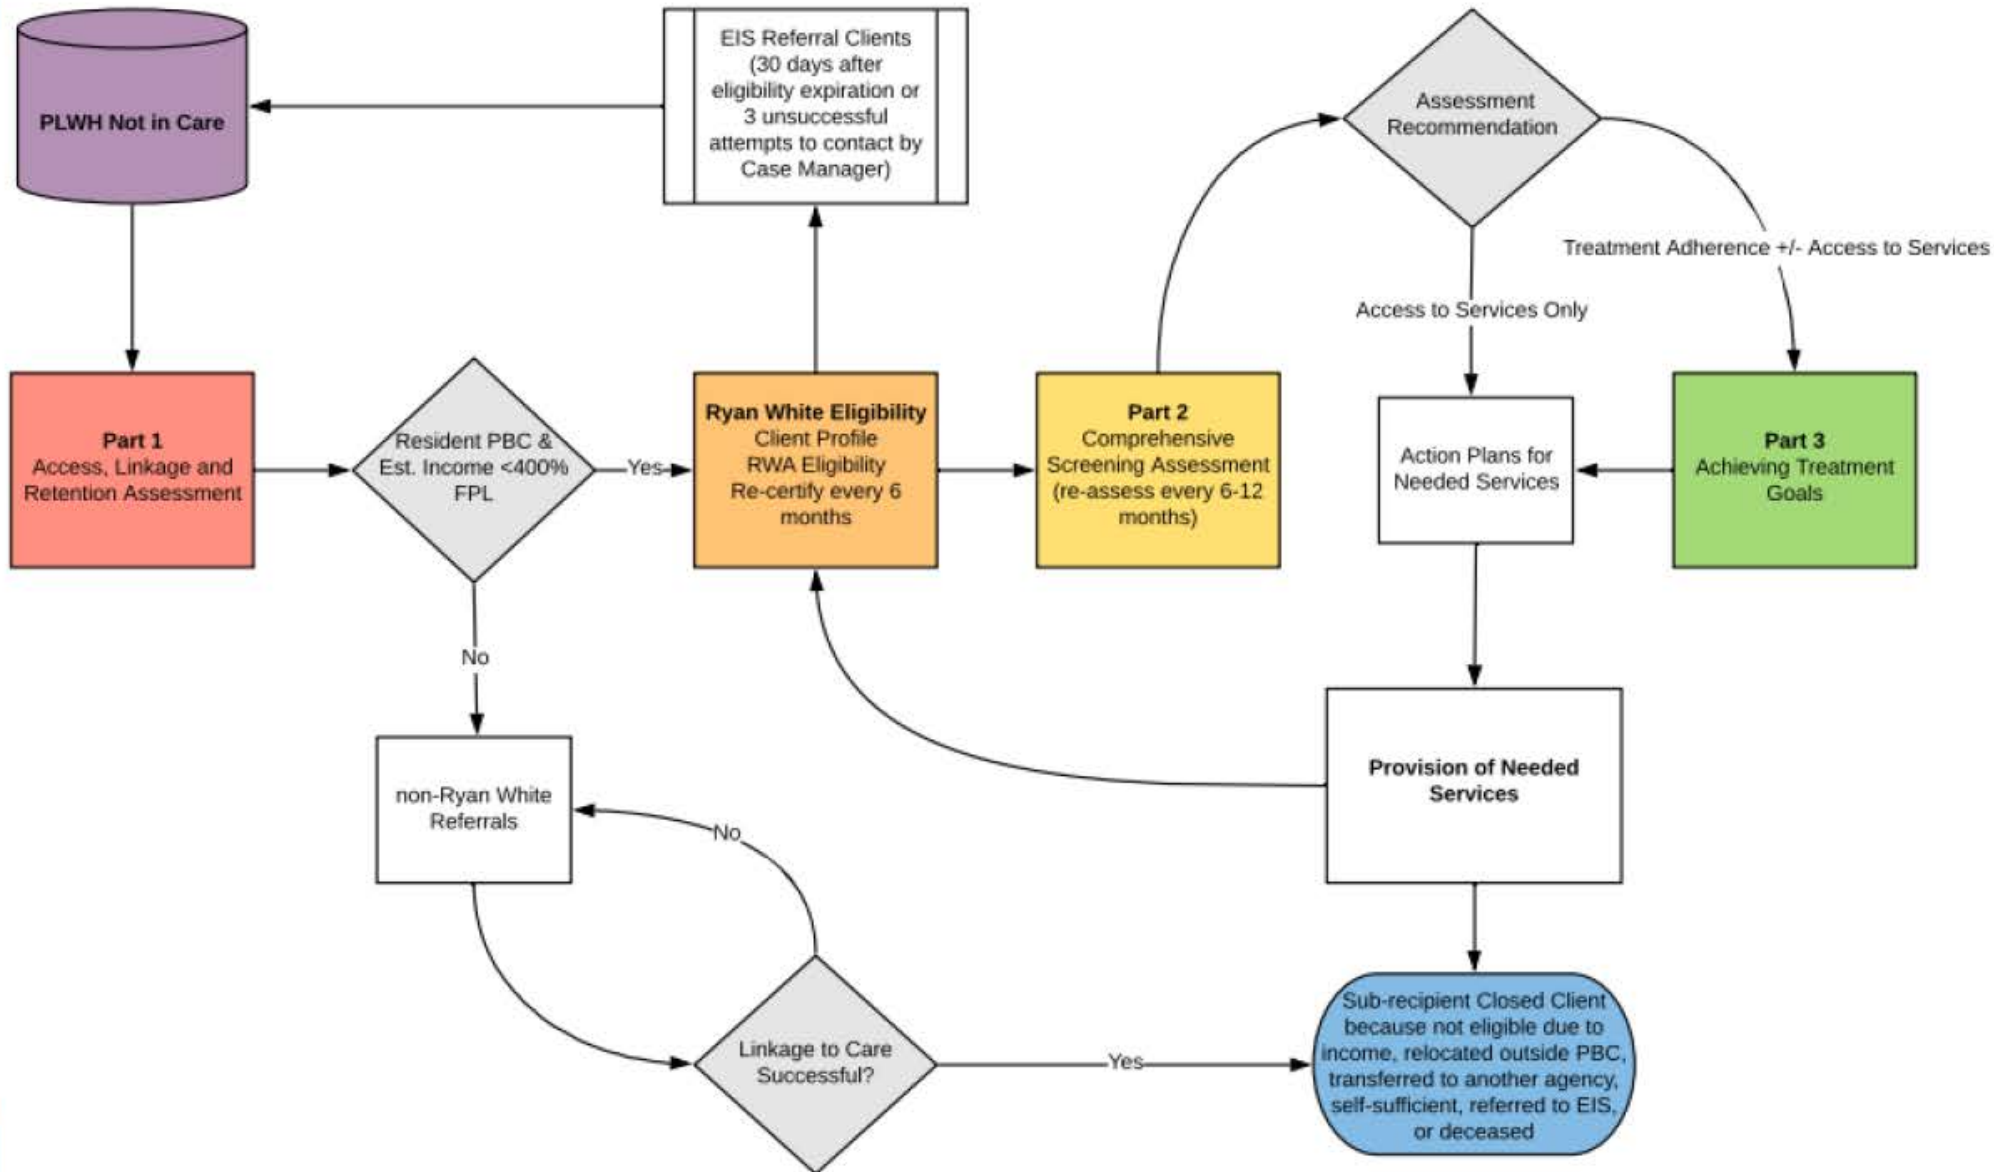 PLWH Not in Care
EIS Referral Clients
(30 days after
eligibility expiration or
3 unsuccessful
attempts to contact by
Case Manager)
Assessment
Recommendation
Treatment Adherence +/- Access to Services
Access to Services Only
Part 1
Access, Linkage and
Retention Assessment
Resident PBC &
Est. Income <400%
FPL
Yes
Ryan White Eligibility
Client Profile
RWA Eligibility
Re-certify every 6
months
Part 2
Comprehensive
Screening Assessment
(re-assess every 6-12
months)
Action Plans for
Needed Services
Part 3
Achieving Treatment
Goals
No
non-Ryan White
Referrals
No
Provision of Needed
Services
Linkage to Care
Successful?
Yes
Sub-recipient Closed Client
because not eligible due to
income, relocated outside PBC,
transferred to another agency,
self-sufficient, referred to EIS,
or deceased